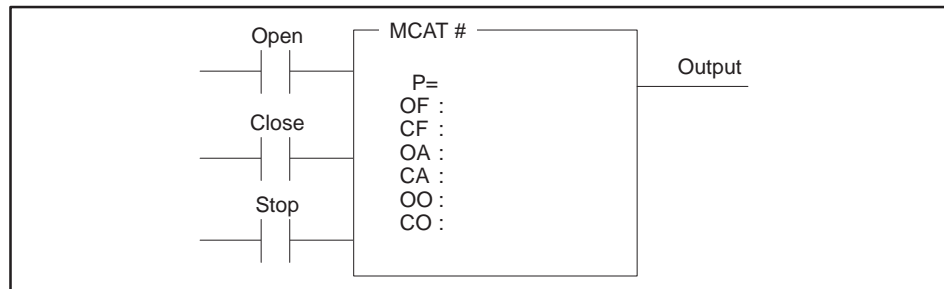 Open
MCAT #
Output
P=
OF :
CF :
Close
OA :
CA :
Stop
OO :
CO :